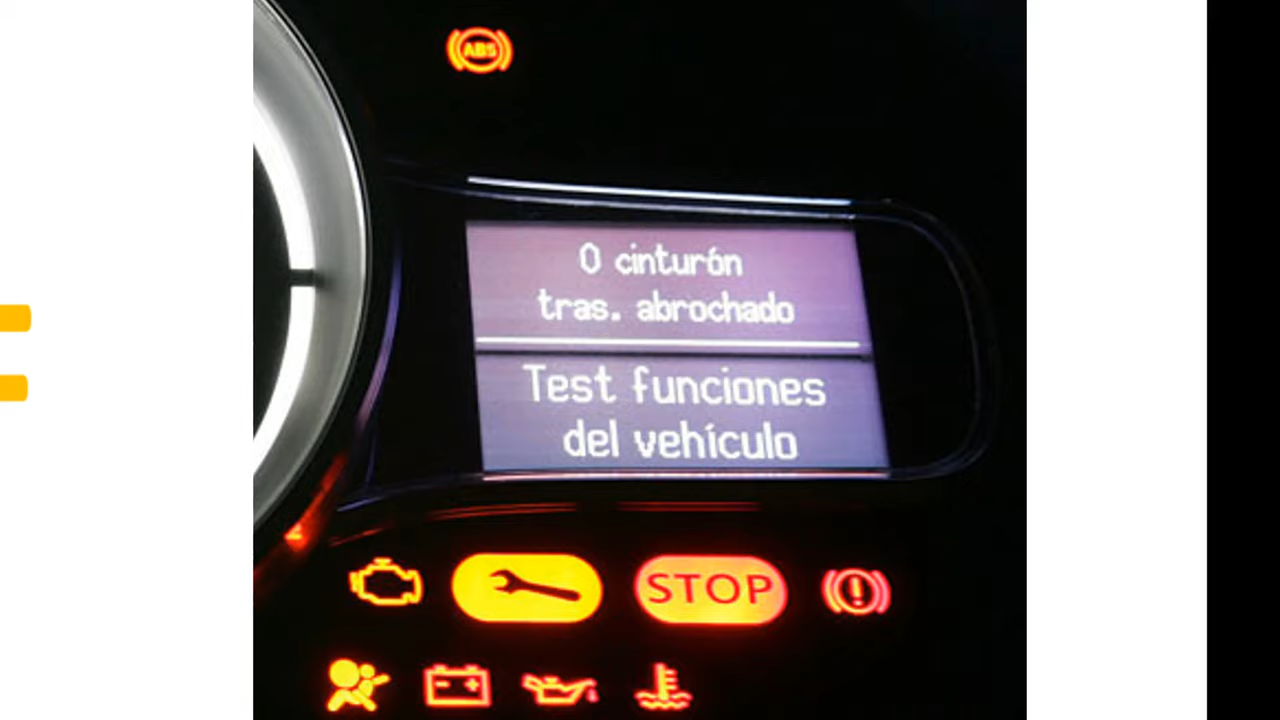 ABS
0 cinturón
tras. abrochado
Test funciones
del vehículo
STOP